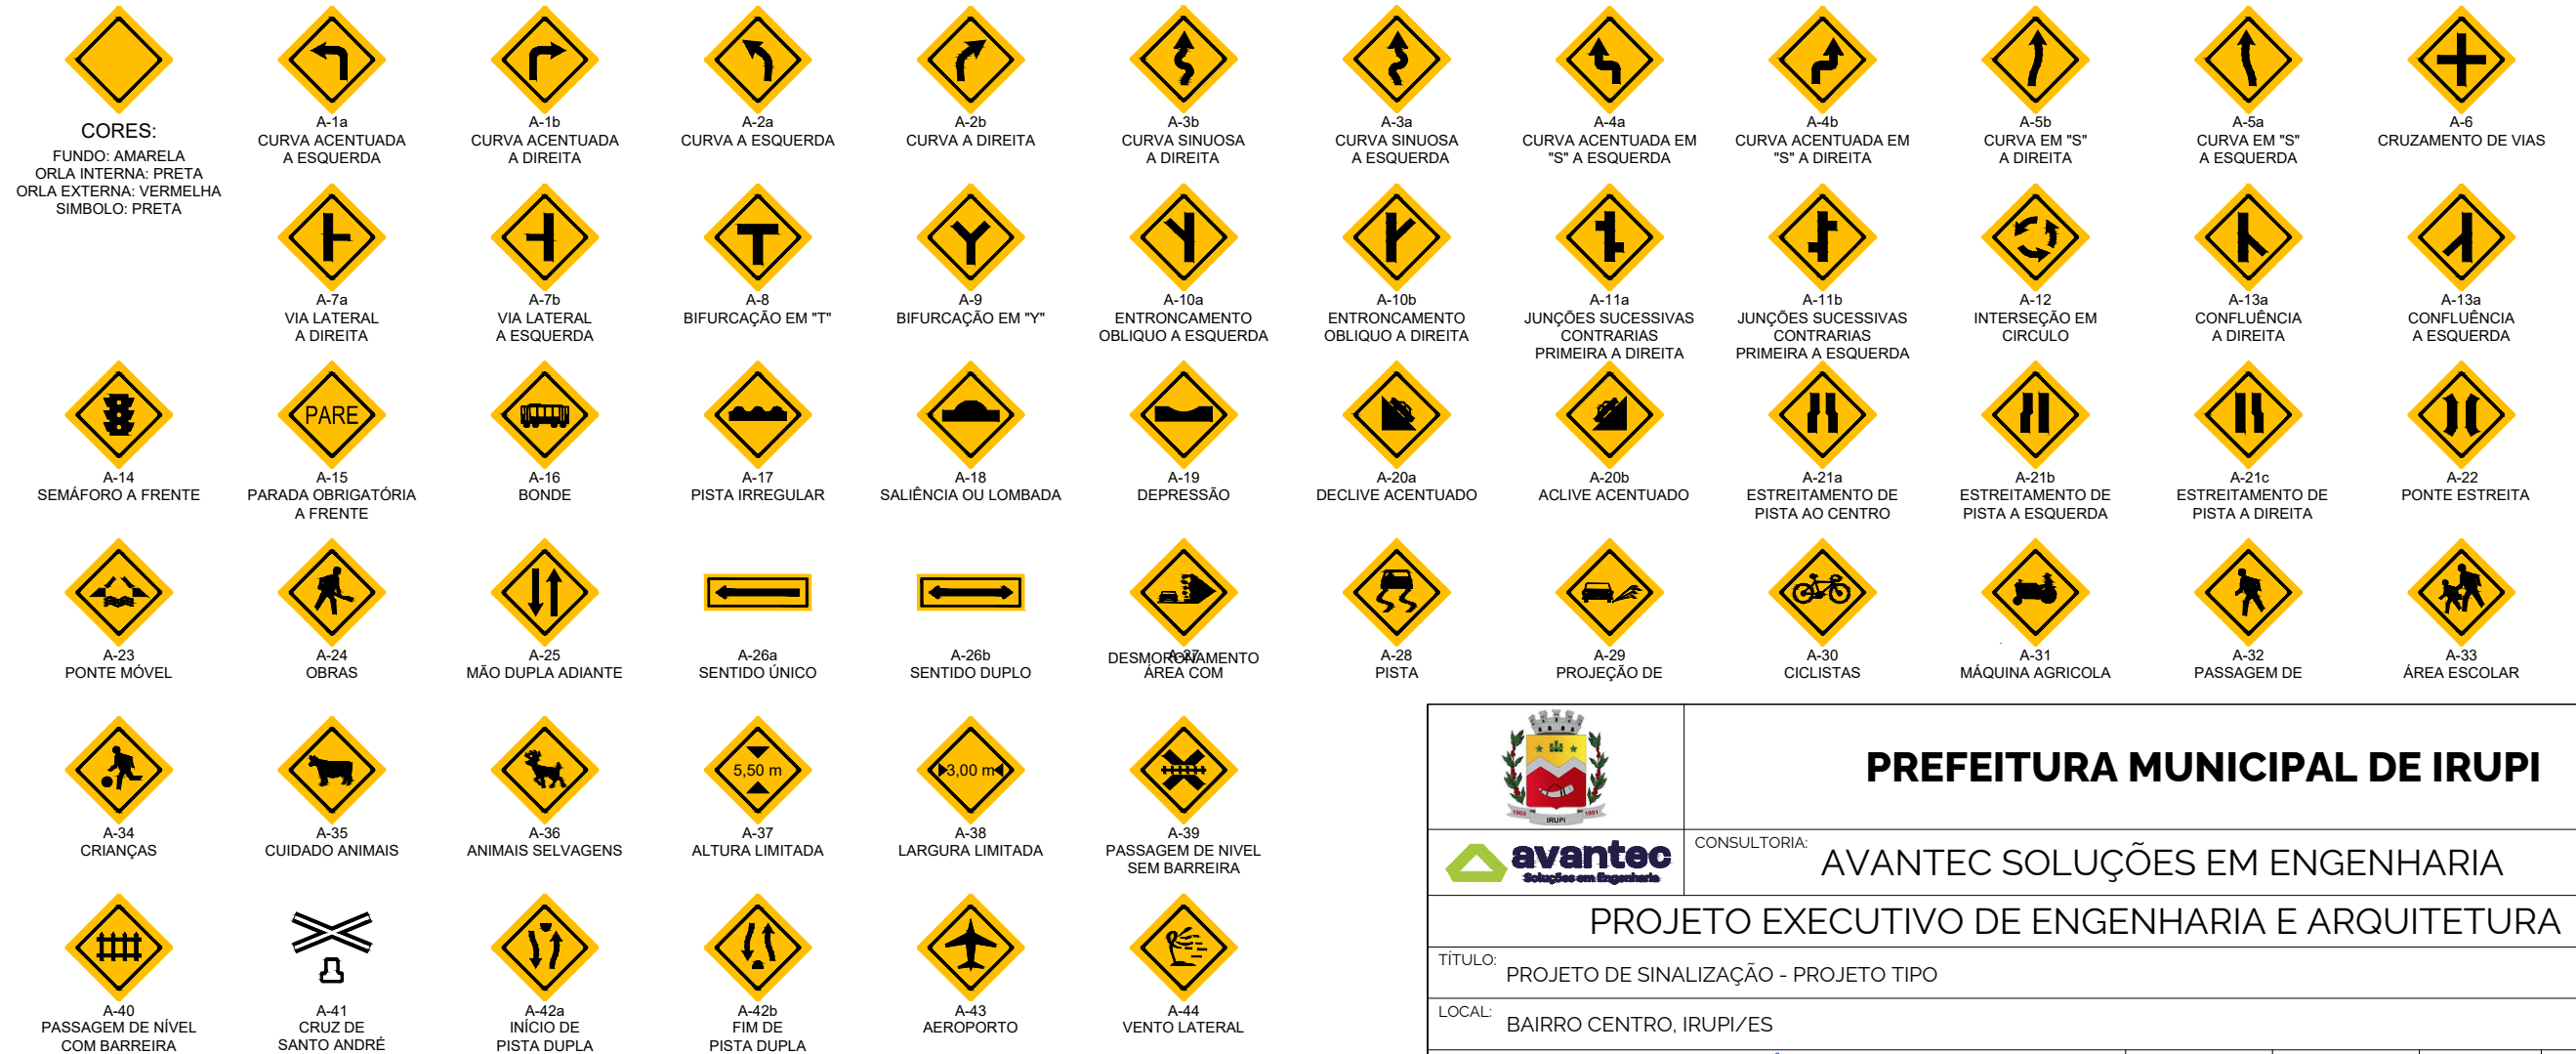 CORES:
FUNDO: AMARELA
ORLA INTERNA: PRETA
ORLA EXTERNA: VERMELHA
SIMBOLO: PRETA
A-1a
CURVA ACENTUADA
A ESQUERDA
A-1b
CURVA ACENTUADA
A DIREITA
A-2a
CURVA A ESQUERDA
A-2b
CURVA A DIREITA
A-3b
CURVA SINUOSA
A DIREITA
A-3a
CURVA SINUOSA
A ESQUERDA
A-4a
CURVA ACENTUADA EM
"S" A ESQUERDA
A-4b
CURVA ACENTUADA EM
"S" A DIREITA
A-5b
CURVA EM "S"
A DIREITA
A-5a
CURVA EM "S"
A ESQUERDA
A-6
CRUZAMENTO DE VIAS
A-7a
VIA LATERAL
A DIREITA
A-7b
VIA LATERAL
A ESQUERDA
A-8
BIFURCAÇÃO EM "T"
A-9
BIFURCAÇÃO EM "Y"
A-10a
ENTRONCAMENTO
OBLIQUO A ESQUERDA
A-10b
ENTRONCAMENTO
OBLIQUO A DIREITA
A-11a
JUNÇÕES SUCESSIVAS
CONTRARIAS
PRIMEIRA A DIREITA
A-11b
JUNÇÕES SUCESSIVAS
CONTRARIAS
PRIMEIRA A ESQUERDA
A-12
INTERSEÇÃO EM
CIRCULO
A-13a
CONFLUÊNCIA
A DIREITA
A-13a
CONFLUÊNCIA
A ESQUERDA
A-14
SEMÁFORO A FRENTE
PARE
A-15
PARADA OBRIGATÓRIA
A FRENTE
A-16
BONDE
A-17
PISTA IRREGULAR
A-18
SALIÊNCIA OU LOMBADA
A-19
DEPRESSÃO
A-20a
DECLIVE ACENTUADO
A-20b
ACLIVE ACENTUADO
A-21a
ESTREITAMENTO DE
PISTA AO CENTRO
A-21b
ESTREITAMENTO DE
PISTA A ESQUERDA
A-21c
ESTREITAMENTO DE
PISTA A DIREITA
A-22
PONTE ESTREITA
A-23
PONTE MÓVEL
A-24
OBRAS
A-25
MÃO DUPLA ADIANTE
A-26a
SENTIDO ÚNICO
A-26b
SENTIDO DUPLO
A-27
DESMORONAMENTO
ÁREA COM
A-28
PISTA
A-29
PROJEÇÃO DE
A-30
CICLISTAS
A-31
MÁQUINA AGRICOLA
A-32
PASSAGEM DE
A-33
ÁREA ESCOLAR
A-34
CRIANÇAS
A-35
CUIDADO ANIMAIS
A-36
ANIMAIS SELVAGENS
5,50 m
A-37
ALTURA LIMITADA
3,00 m
A-38
LARGURA LIMITADA
A-39
PASSAGEM DE NIVEL
SEM BARREIRA
A-40
PASSAGEM DE NÍVEL
COM BARREIRA
A-41
CRUZ DE
SANTO ANDRÉ
A-42a
INÍCIO DE
PISTA DUPLA
A-42b
FIM DE
PISTA DUPLA
A-43
AEROPORTO
A-44
VENTO LATERAL
IRUPI
1991
PREFEITURA MUNICIPAL DE IRUPI
avantec
Soluções em Engenharia
CONSULTORIA:
AVANTEC SOLUÇÕES EM ENGENHARIA
PROJETO EXECUTIVO DE ENGENHARIA E ARQUITETURA
TÍTULO:
PROJETO DE SINALIZAÇÃO - PROJETO TIPO
LOCAL:
BAIRRO CENTRO, IRUPI/ES